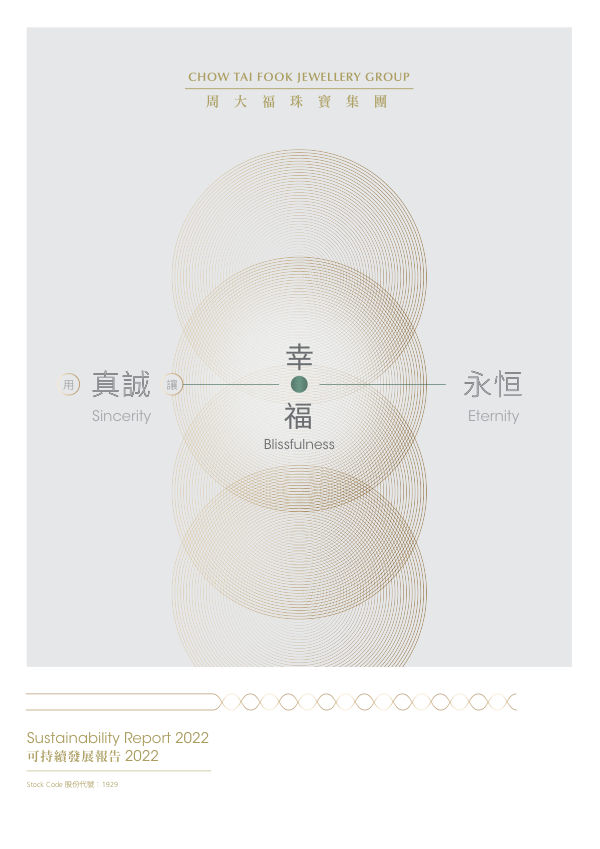 CHOW TAI FOOK JEWELLERY GROUP
周大福珠寶集團
用 真誠 讓 幸福 永恒
Sincerity
Blissfulness
Eternity
Sustainability Report 2022
可持續發展報告 2022
Stock Code 股份代號：1929